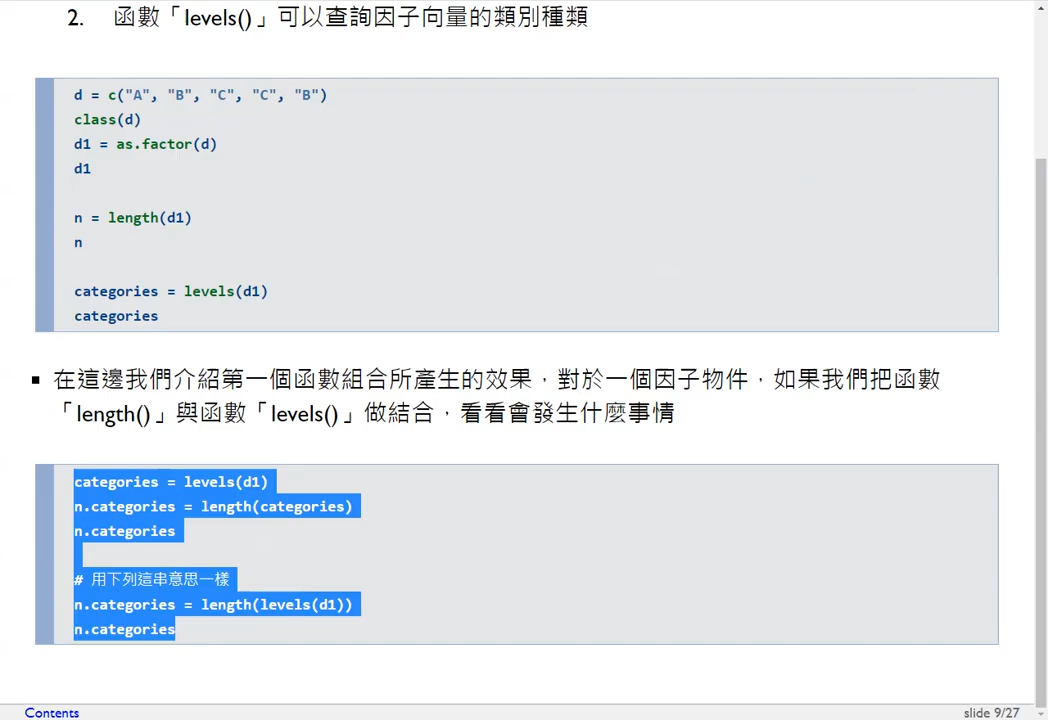 2. 函數「levels()」可以查詢因子向量的類別種類
d = c("A", "B", "C", "C", "B")
class(d)
d1 = as.factor(d)
d1
n = length(d1)
n
categories = levels(d1)
categories
▪ 在這邊我們介紹第一個函數組合所產生的效果，對於一個因子物件，如果我們把函數
「length()」與函數「levels()」做結合，看看會發生什麼事情
categories = levels(d1)
n.categories = length(categories)
n.categories
# 用下列這串意思一樣
n.categories = length(levels(d1))
n.categories
Contents
slide 9/27